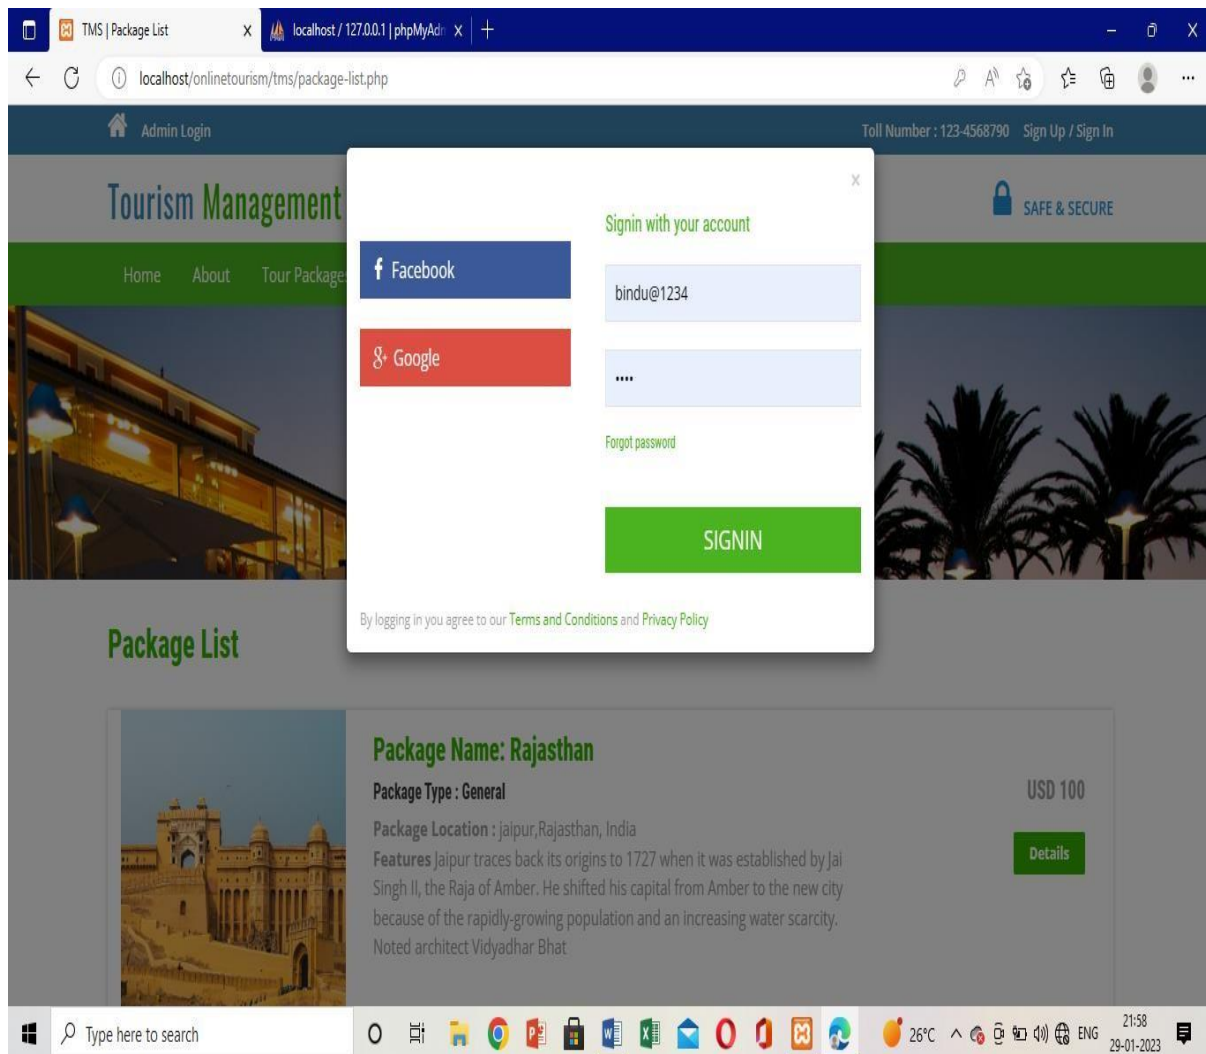 TMS | Package List
localhost / 127.0.0.1 | phpMyAdn
localhost/onlinetourism/tms/package-list.php
Admin Login
Toll Number : 123-4568790 Sign Up / Sign In
Tourism Management
SAFE & SECURE
Home About Tour Packages
x
Signin with your account
Facebook
Google
bindu@1234
••••
Forgot password
SIGNIN
By logging in you agree to our Terms and Conditions and Privacy Policy
Package List
Package Name: Rajasthan
Package Type : General
USD 100
Package Location : jaipur,Rajasthan, India
Features Jaipur traces back its origins to 1727 when it was established by Jai
Details
Singh II, the Raja of Amber. He shifted his capital from Amber to the new city
because of the rapidly-growing population and an increasing water scarcity.
Noted architect Vidyadhar Bhat
Type here to search
26°C
ENG
21:58
29-01-2023